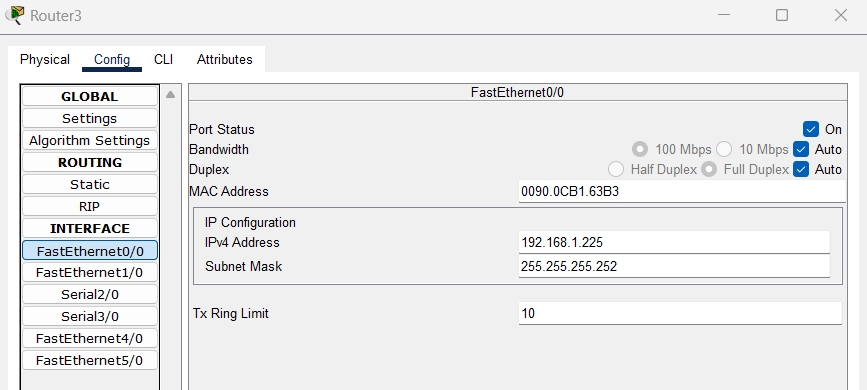 Router3
Physical Config CLI Attributes
GLOBAL
Settings
Algorithm Settings
ROUTING
Static
RIP
INTERFACE
FastEthernet0/0
FastEthernet1/0
Serial2/0
Serial3/0
FastEthernet4/0
FastEthernet5/0
FastEthernet0/0
Port Status On
Bandwidth 100 Mbps 10 Mbps Auto
Duplex Half Duplex Full Duplex Auto
MAC Address 0090.0CB1.63B3
IP Configuration
IPv4 Address 192.168.1.225
Subnet Mask 255.255.255.252
Tx Ring Limit 10